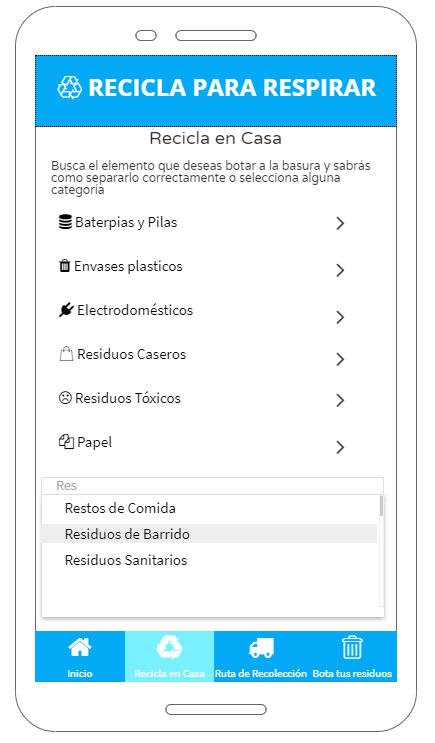 RECICLA PARA RESPIRAR
Recicla en Casa
Busca el elemento que deseas botar a la basura y sabrás
como separarlo correctamente o selecciona alguna
categoría
Baterpias y Pilas
Envases plasticos
Electrodomésticos
Residuos Caseros
Residuos Tóxicos
Papel
Res
Restos de Comida
Residuos de Barrido
Residuos Sanitarios
Inicio
Recicla en Casa
Ruta de Recolección
Bota tus residuos